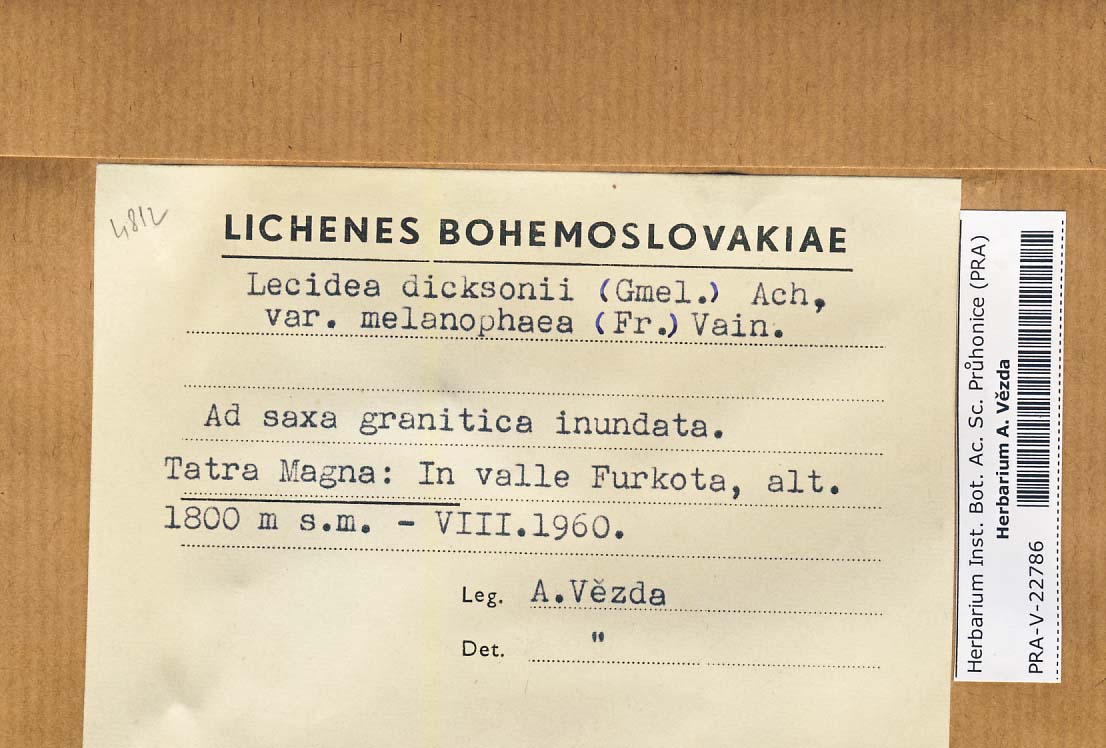 4812
LICHENES BOHEMOSLOVAKIAE
Lecidea dicksonii (Gmel.) Ach,
var. melanophaea (Fr.) Vain.
Ad saxa granitica inundata.
Tatra Magna: In valle Furkota, alt.
1800 m s.m. - VIII.1960.
Leg. A.Vězda
Det. "
Herbarium Inst. Bot. Ac. Sc. Průhonice (PRA)
Herbarium A. Vězda
PRA-V-22786